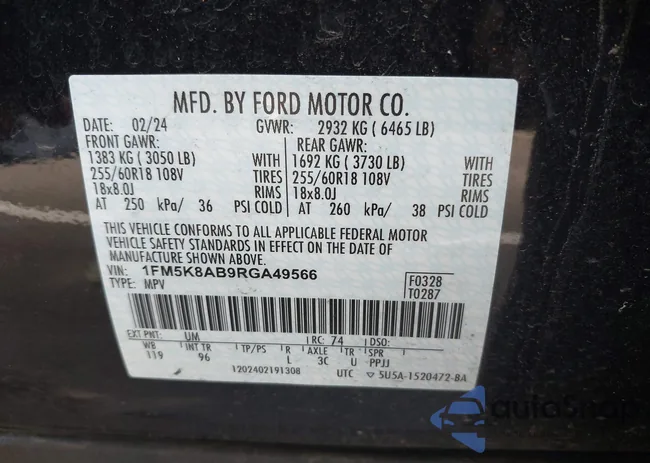 MFD. BY FORD MOTOR CO.
DATE: 02/24 GVWR: 2932 KG ( 6465 LB)
FRONT GAWR: REAR GAWR:
1383 KG ( 3050 LB) WITH 1692 KG ( 3730 LB) WITH
255/60R18 108V TIRES 255/60R18 108V TIRES
18x8.0J RIMS 18x8.0J RIMS
AT 250 kPa/ 36 PSI COLD AT 260 kPa/ 38 PSI COLD
THIS VEHICLE CONFORMS TO ALL APPLICABLE FEDERAL MOTOR
VEHICLE SAFETY STANDARDS IN EFFECT ON THE DATE OF
MANUFACTURE SHOWN ABOVE.
VIN: 1FM5K8AB9RGA49566 F0328
TYPE: MPV T0287
EXT PNT: UM RC: 74 DSO:
WB INT TR TP/PS R AXLE TR SPR
119 96 L 3C U PPJJ
1202402191308 UTC 5U5A-1520472-BA
autoSnap